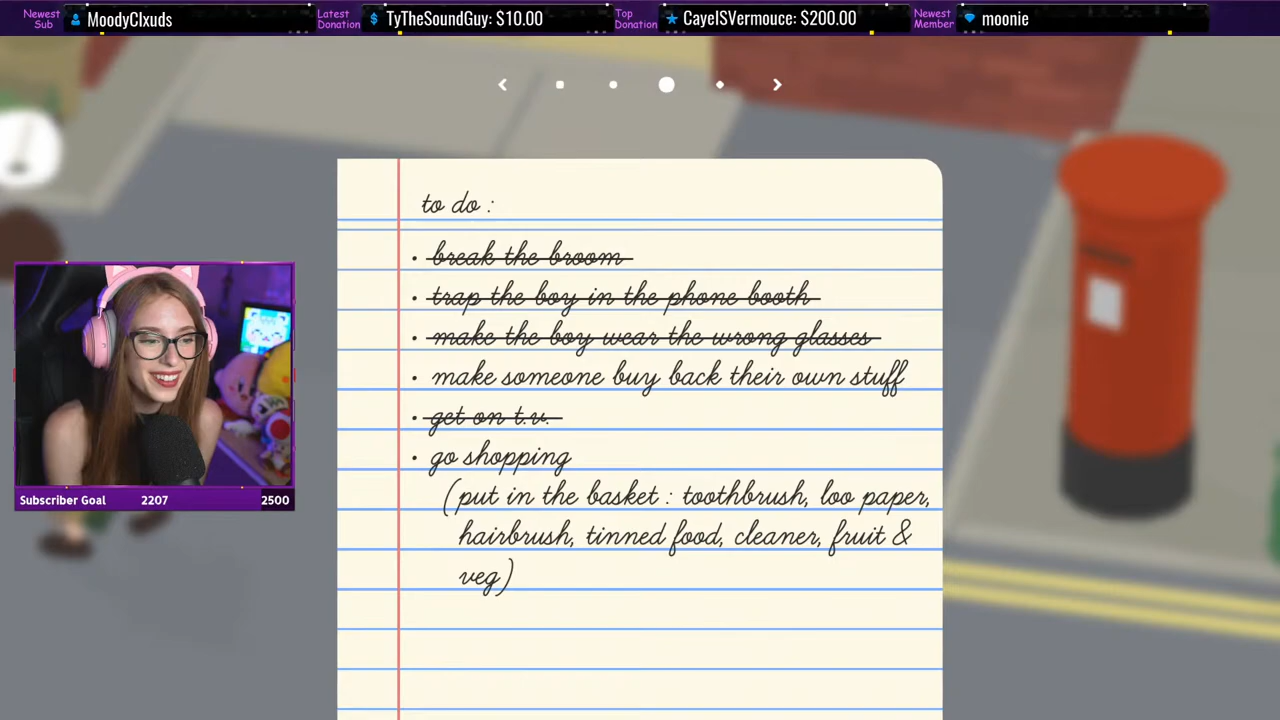 Newest Sub MoodyClxuds Latest Donation TyTheSoundGuy: $10.00 Top Donation CayeISVermouce: $200.00 Newest Member moonie
to do :
• break the broom
• trap the boy in the phone booth
• make the boy wear the wrong glasses
• make someone buy back their own stuff
• get on t.v.
• go shopping
(put in the basket : toothbrush, loo paper,
hairbrush, tinned food, cleaner, fruit &
veg)
Subscriber Goal 2207 2500